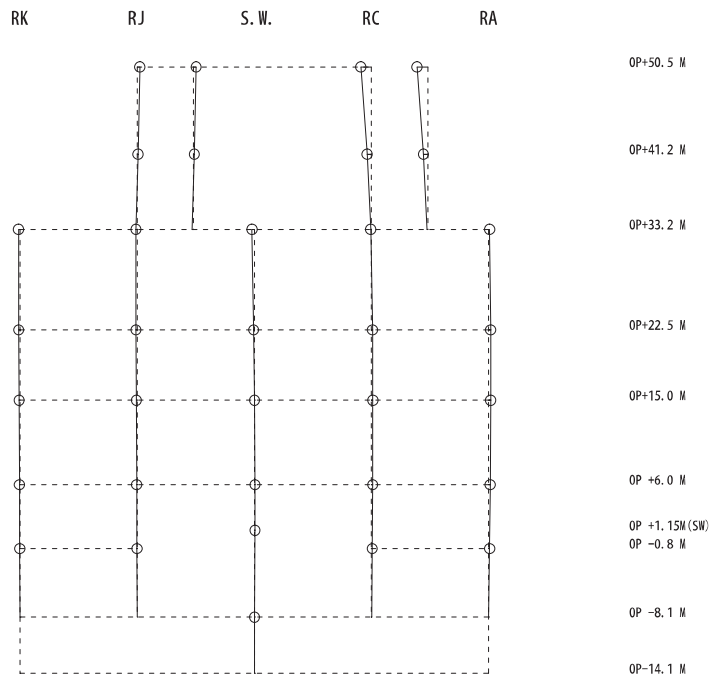 RK RJ S.W. RC RA
OP+50.5 M
OP+41.2 M
OP+33.2 M
OP+22.5 M
OP+15.0 M
OP +6.0 M
OP +1.15M(SW)
OP -0.8 M
OP -8.1 M
OP-14.1 M